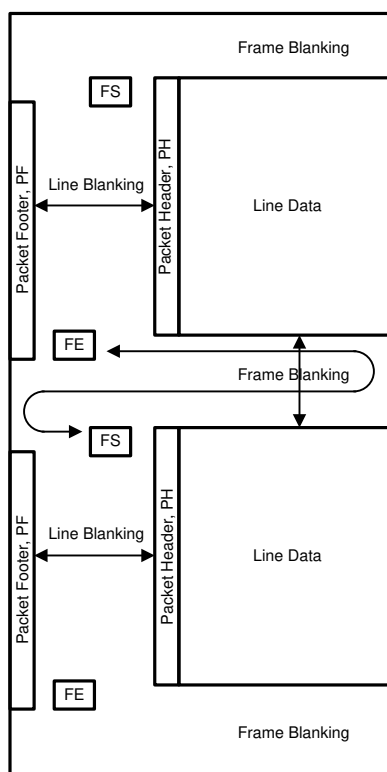 Frame Blanking
FS
Packet Footer, PF
Line Blanking
Packet Header, PH
Line Data
FE
Frame Blanking
FS
Packet Footer, PF
Line Blanking
Packet Header, PH
Line Data
FE
Frame Blanking